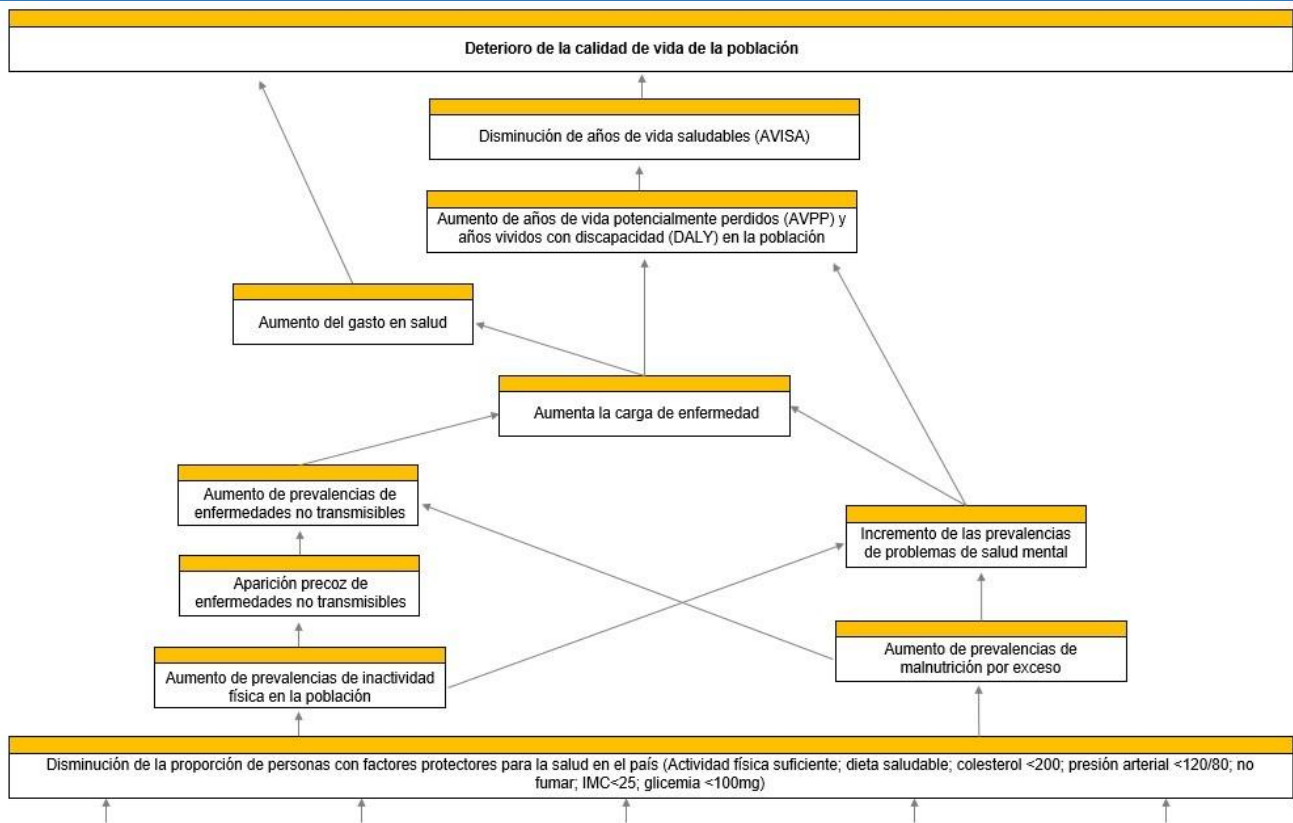 Deterioro de la calidad de vida de la población
Disminución de años de vida saludables (AVISA)
Aumento de años de vida potencialmente perdidos (AVPP) y
años vividos con discapacidad (DALY) en la población
Aumento del gasto en salud
Aumenta la carga de enfermedad
Aumento de prevalencias de
enfermedades no transmisibles
Incremento de las prevalencias
de problemas de salud mental
Aparición precoz de
enfermedades no transmisibles
Aumento de prevalencias de
malnutrición por exceso
Aumento de prevalencias de inactividad
física en la población
Disminución de la proporción de personas con factores protectores para la salud en el país (Actividad física suficiente; dieta saludable; colesterol <200; presión arterial <120/80; no
fumar; IMC<25; glicemia <100mg)